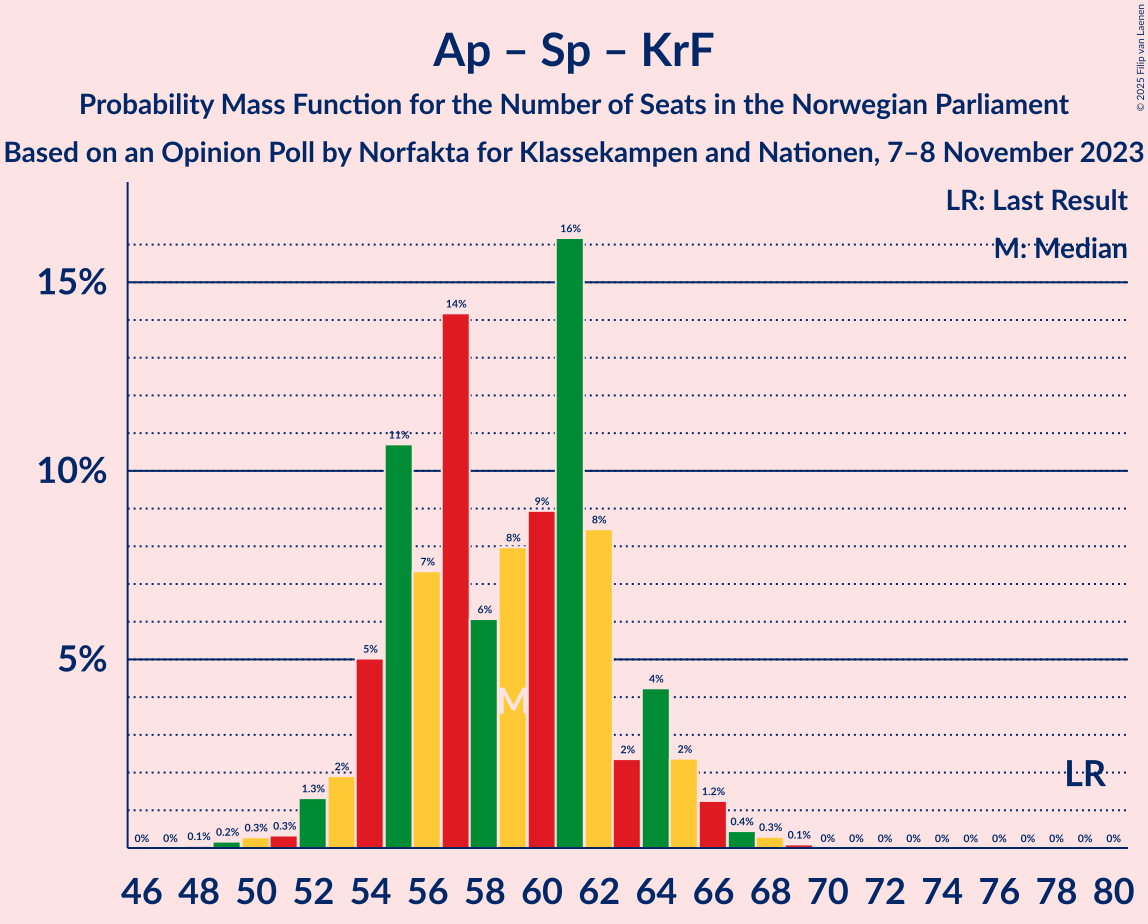 Ap – Sp – KrF
Probability Mass Function for the Number of Seats in the Norwegian Parliament
Based on an Opinion Poll by Norfakta for Klassekampen and Nationen, 7–8 November 2023
© 2025 Filip van Laenen
LR: Last Result
M: Median
15%
10%
5%
0% 0% 0.1% 0.2% 0.3% 0.3% 1.3% 2% 5% 11% 7% 14% 6% 8% 9% 16% 8% 2% 4% 2% 1.2% 0.4% 0.3% 0.1% 0% 0% 0% 0% 0% 0% 0% 0% 0% 0% 0%
M
LR
46 48 50 52 54 56 58 60 62 64 66 68 70 72 74 76 78 80